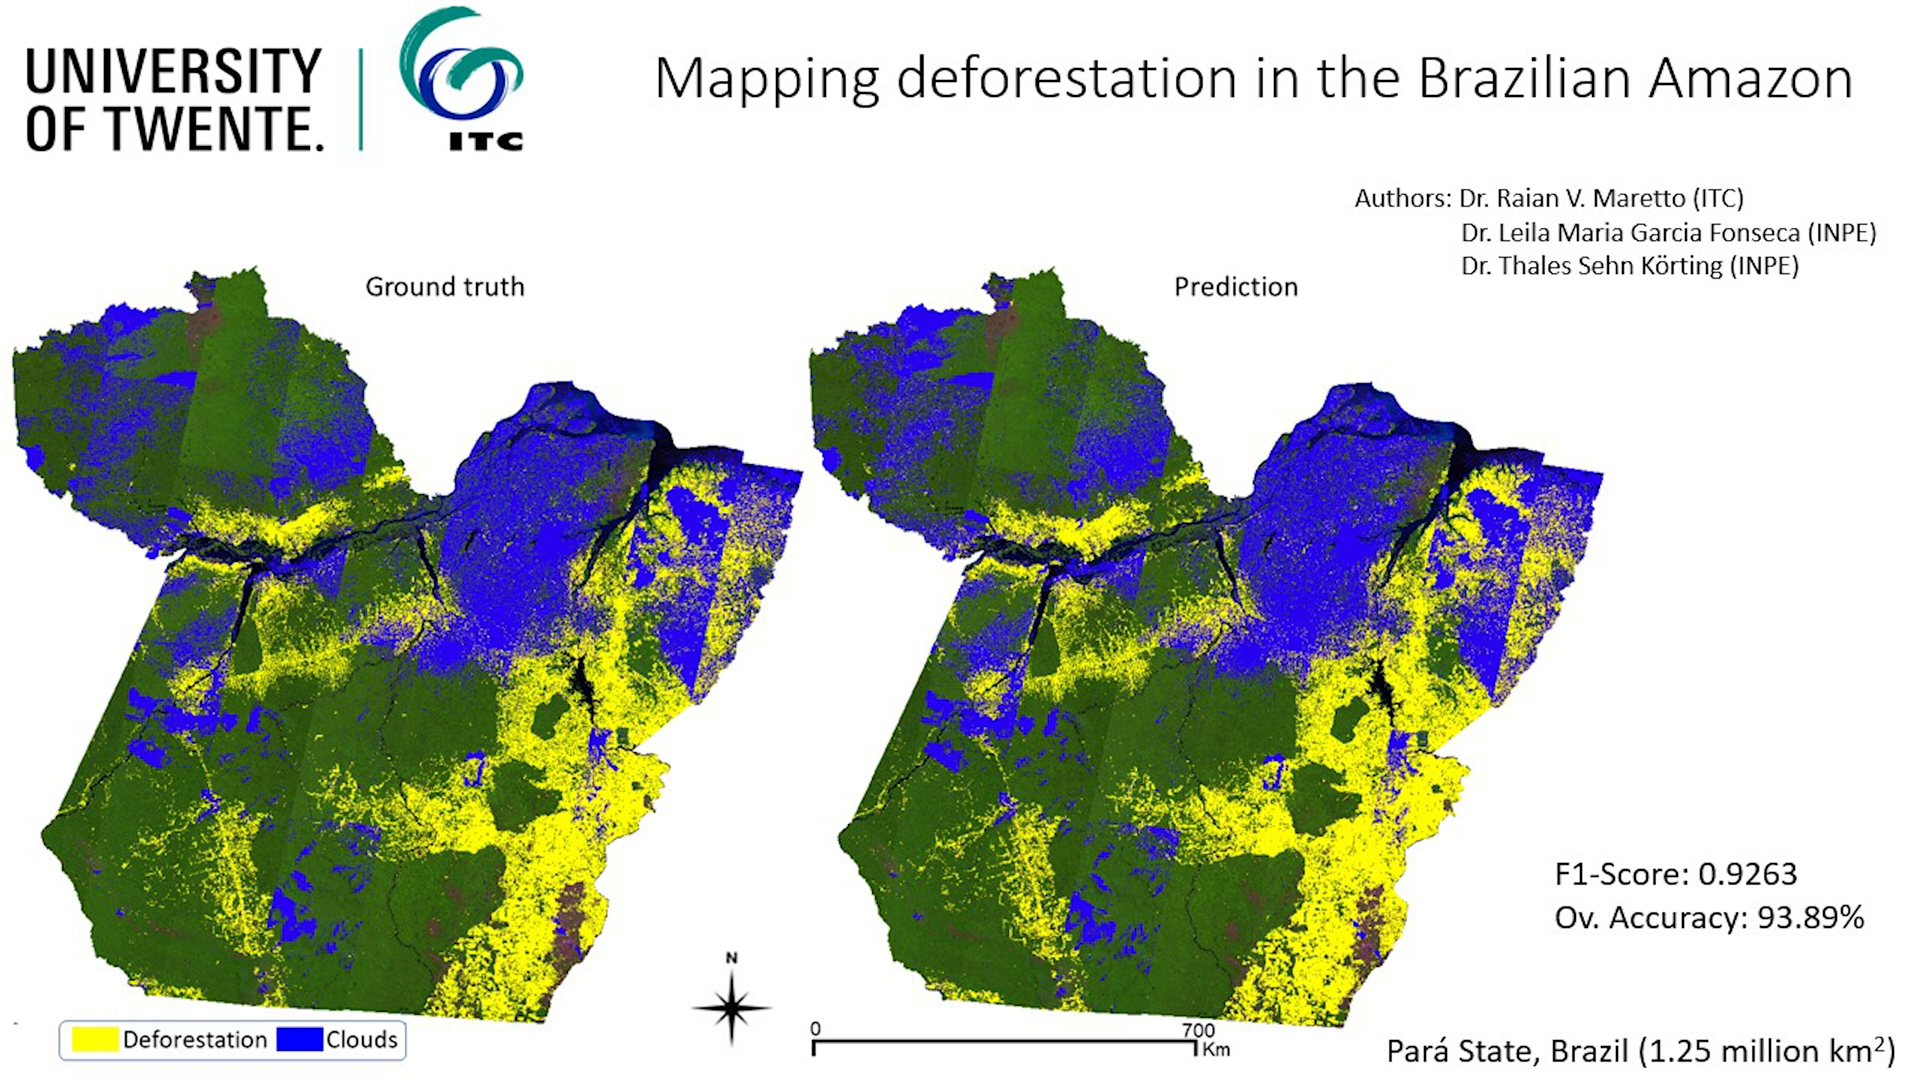 UNIVERSITY
OF TWENTE.
ITC
Mapping deforestation in the Brazilian Amazon
Authors: Dr. Raian V. Maretto (ITC)
Dr. Leila Maria Garcia Fonseca (INPE)
Dr. Thales Sehn Körting (INPE)
Ground truth
Prediction
F1-Score: 0.9263
Ov. Accuracy: 93.89%
N
0 700
Km
Deforestation Clouds
Pará State, Brazil (1.25 million km²)